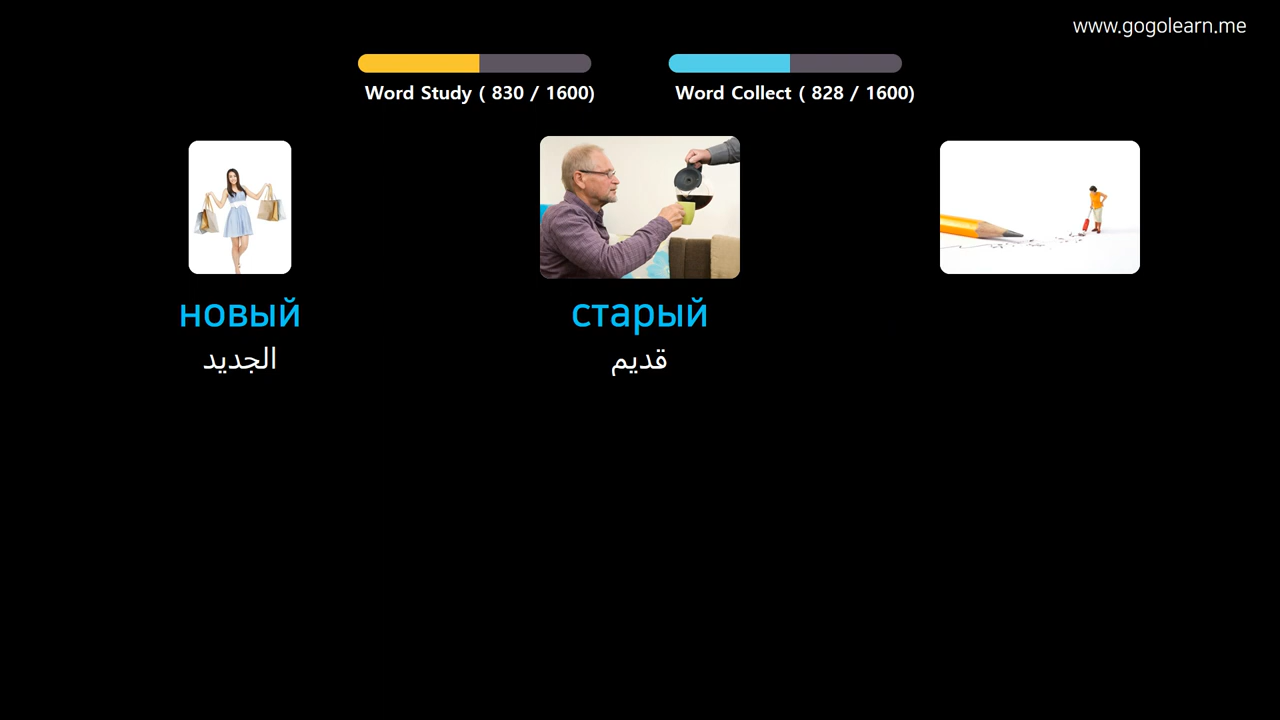 www.gogolearn.me
Word Study ( 830 / 1600)
Word Collect ( 828 / 1600)
новый
старый
الجديد
قديم